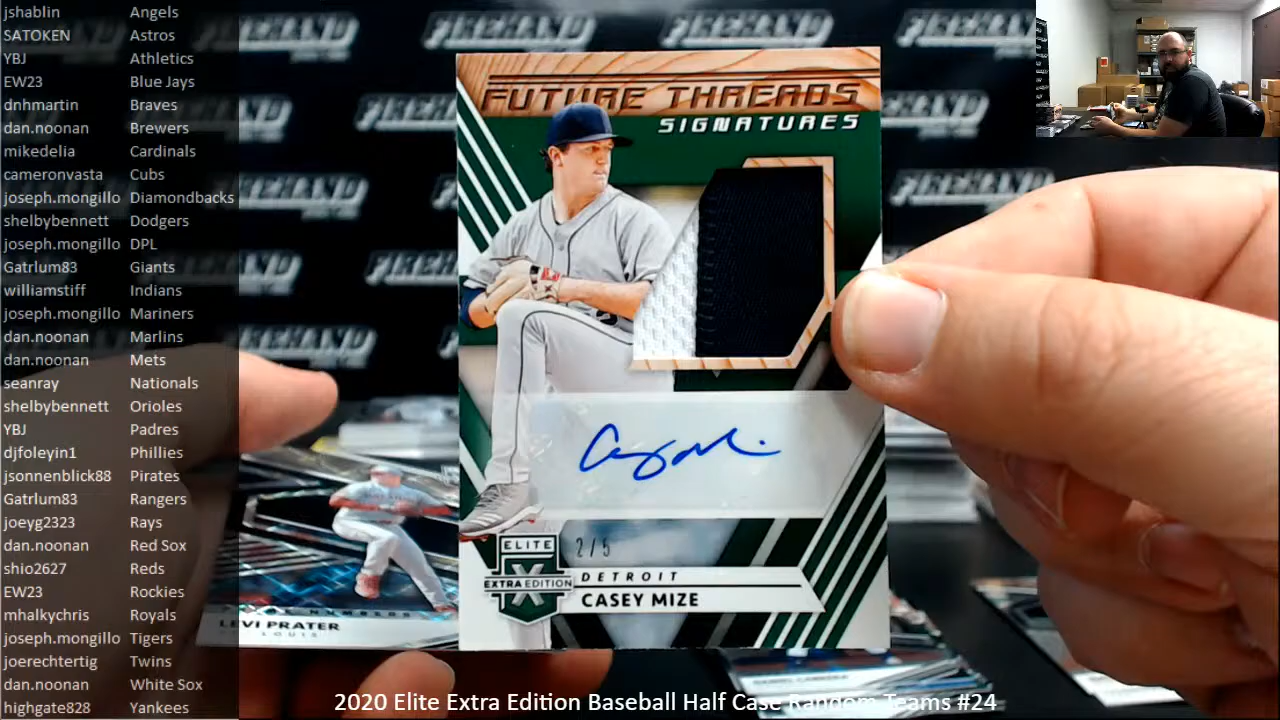 jshablin Angels
SATOKEN Astros
YBJ Athletics
EW23 Blue Jays
dnhmartin Braves
dan.noonan Brewers
mikedelia Cardinals
cameronvasta Cubs
joseph.mongillo Diamondbacks
shelbybennett Dodgers
joseph.mongillo DPL
Gatrlum83 Giants
williamstiff Indians
joseph.mongillo Mariners
dan.noonan Marlins
dan.noonan Mets
seanray Nationals
shelbybennett Orioles
YBJ Padres
djfoleyin1 Phillies
jsonnenblick88 Pirates
Gatrlum83 Rangers
joeyg2323 Rays
dan.noonan Red Sox
shio2627 Reds
EW23 Rockies
mhalkychris Royals
joseph.mongillo Tigers
joerechtertig Twins
dan.noonan White Sox
highgate828 Yankees
FIREHAND
FUTURE THREADS
SIGNATURES
2/5
ELITE
EXTRA EDITION
DETROIT
CASEY MIZE
LEVI PRATER
LOUIS
2020 Elite Extra Edition Baseball Half Case Random Teams #24